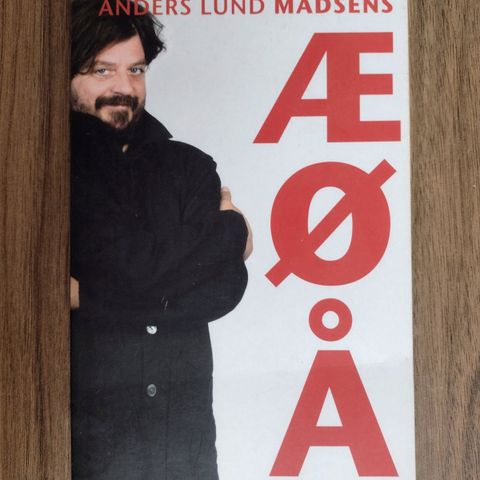 ANDERS LUND MADSENS
Æ
Ø
Å